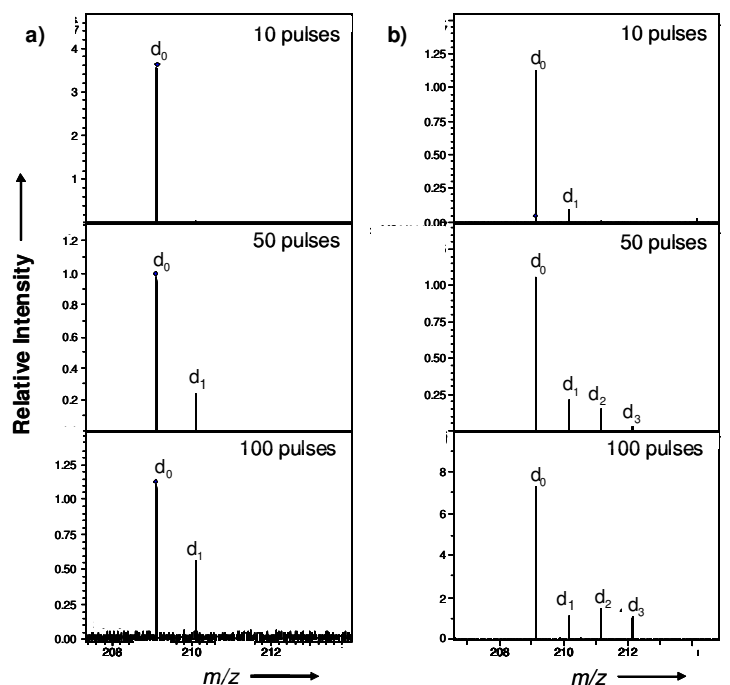 a)
10 pulses
d0
4
3
2
1
50 pulses
d0
d1
1.2
1.0
0.8
0.6
0.4
0.2
100 pulses
d0
d1
1.25
1.00
0.75
0.50
0.25
0.00
208 210 212
m/z
Relative Intensity
b)
10 pulses
d0
d1
1.25
1.00
0.75
0.50
0.25
0.00
50 pulses
d0
d1
d2
d3
1.00
0.75
0.50
0.25
100 pulses
d0
d1
d2
d3
8
6
4
2
0
208 210 212
m/z